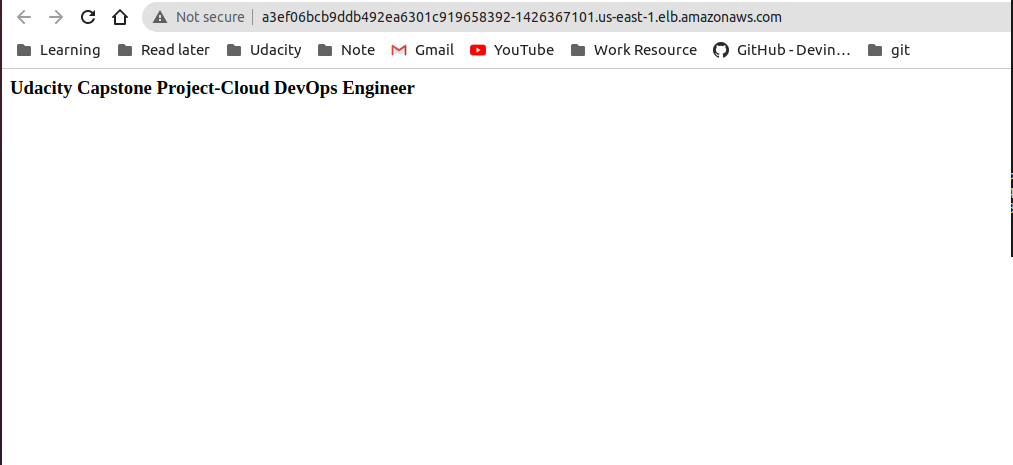 Not secure a3ef06bcb9ddb492ea6301c919658392-1426367101.us-east-1.elb.amazonaws.com
Learning Read later Udacity Note Gmail YouTube Work Resource GitHub - Devin… git
Udacity Capstone Project-Cloud DevOps Engineer